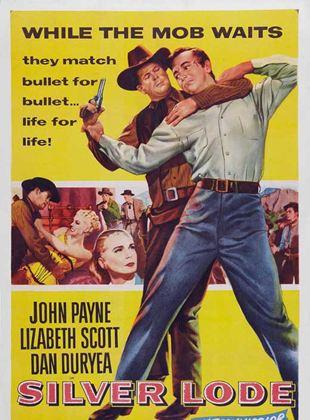 WHILE THE MOB WAITS
they match
bullet for
bullet...
life for
life!
JOHN PAYNE
LIZABETH SCOTT
DAN DURYEA
SILVER LODE